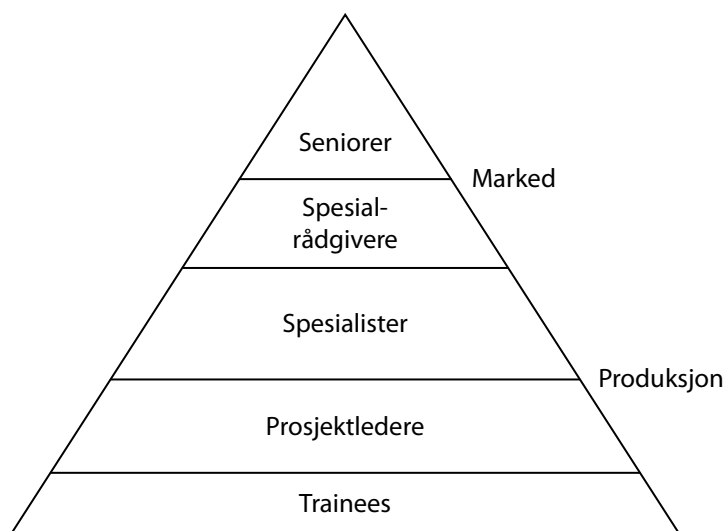 Seniorer
Marked
Spesial-
rådgivere
Spesialister
Produksjon
Prosjektledere
Trainees